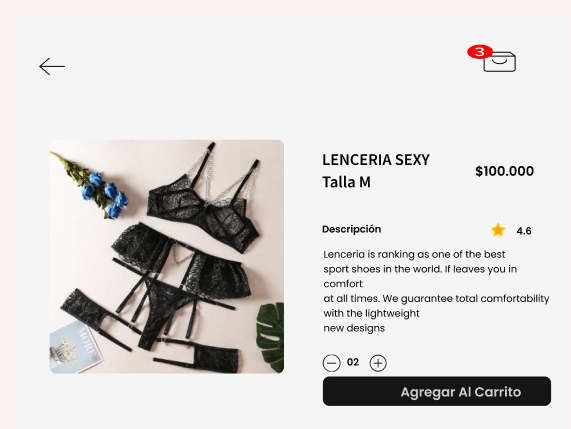 3
LENCERIA SEXY
Talla M
$100.000
Descripción
4.6
Lenceria is ranking as one of the best
sport shoes in the world. If leaves you in
comfort
at all times. We guarantee total comfortability
with the lightweight
new designs
02
Agregar Al Carrito
MORE